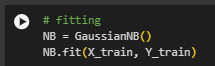 # fitting
NB = GaussianNB()
NB.fit(X_train, Y_train)